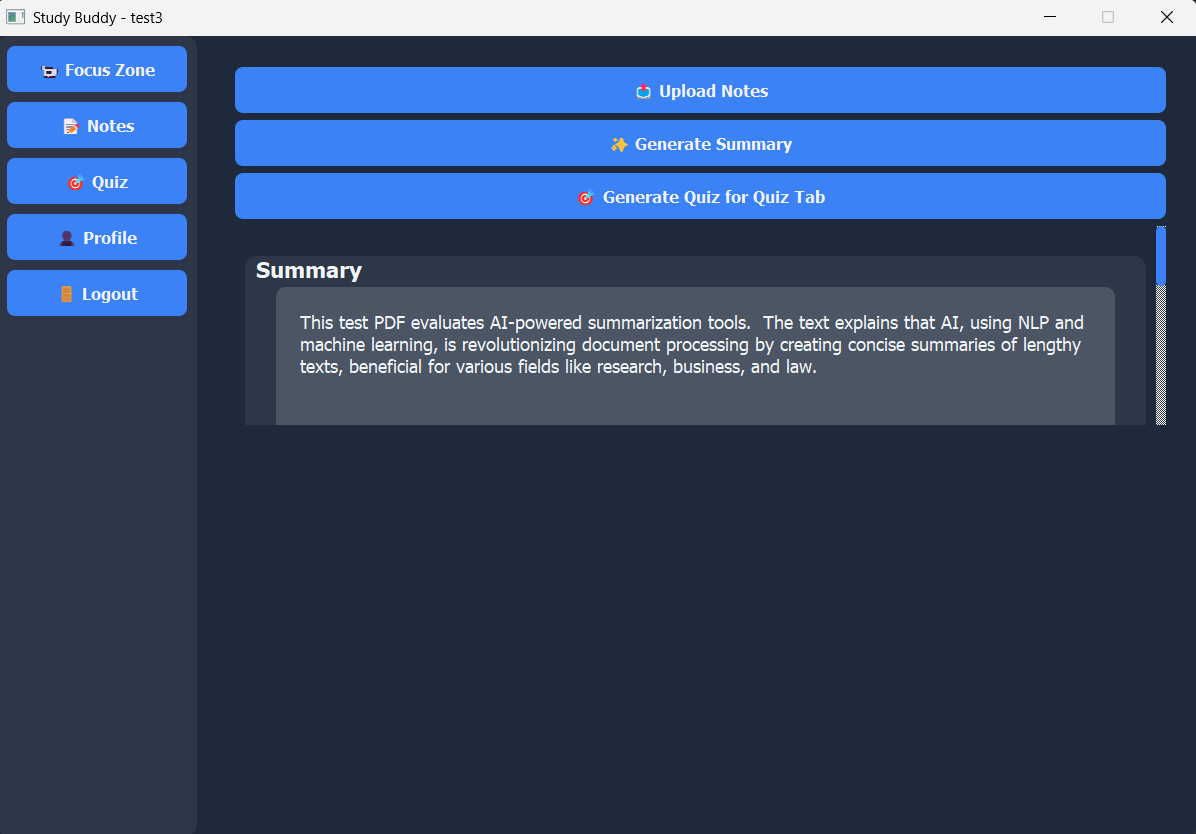 Study Buddy - test3
Focus Zone
Notes
Quiz
Profile
Logout
Upload Notes
Generate Summary
Generate Quiz for Quiz Tab
Summary
This test PDF evaluates AI-powered summarization tools.  The text explains that AI, using NLP and
machine learning, is revolutionizing document processing by creating concise summaries of lengthy
texts, beneficial for various fields like research, business, and law.